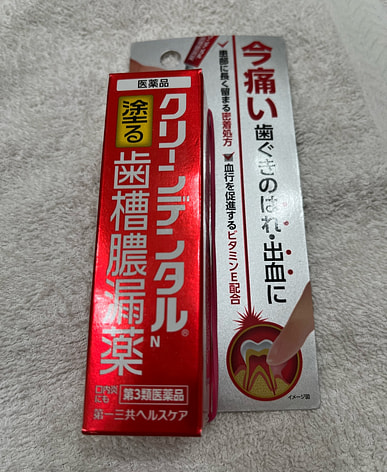 医薬品
クリーンデンタル®N
塗る
歯槽膿漏薬
口内炎にも
第3類医薬品
第一三共ヘルスケア
今痛い
歯ぐきのはれ・出血に
患部に長く留まる密着処方
血行を促進するビタミンE配合
イメージ図